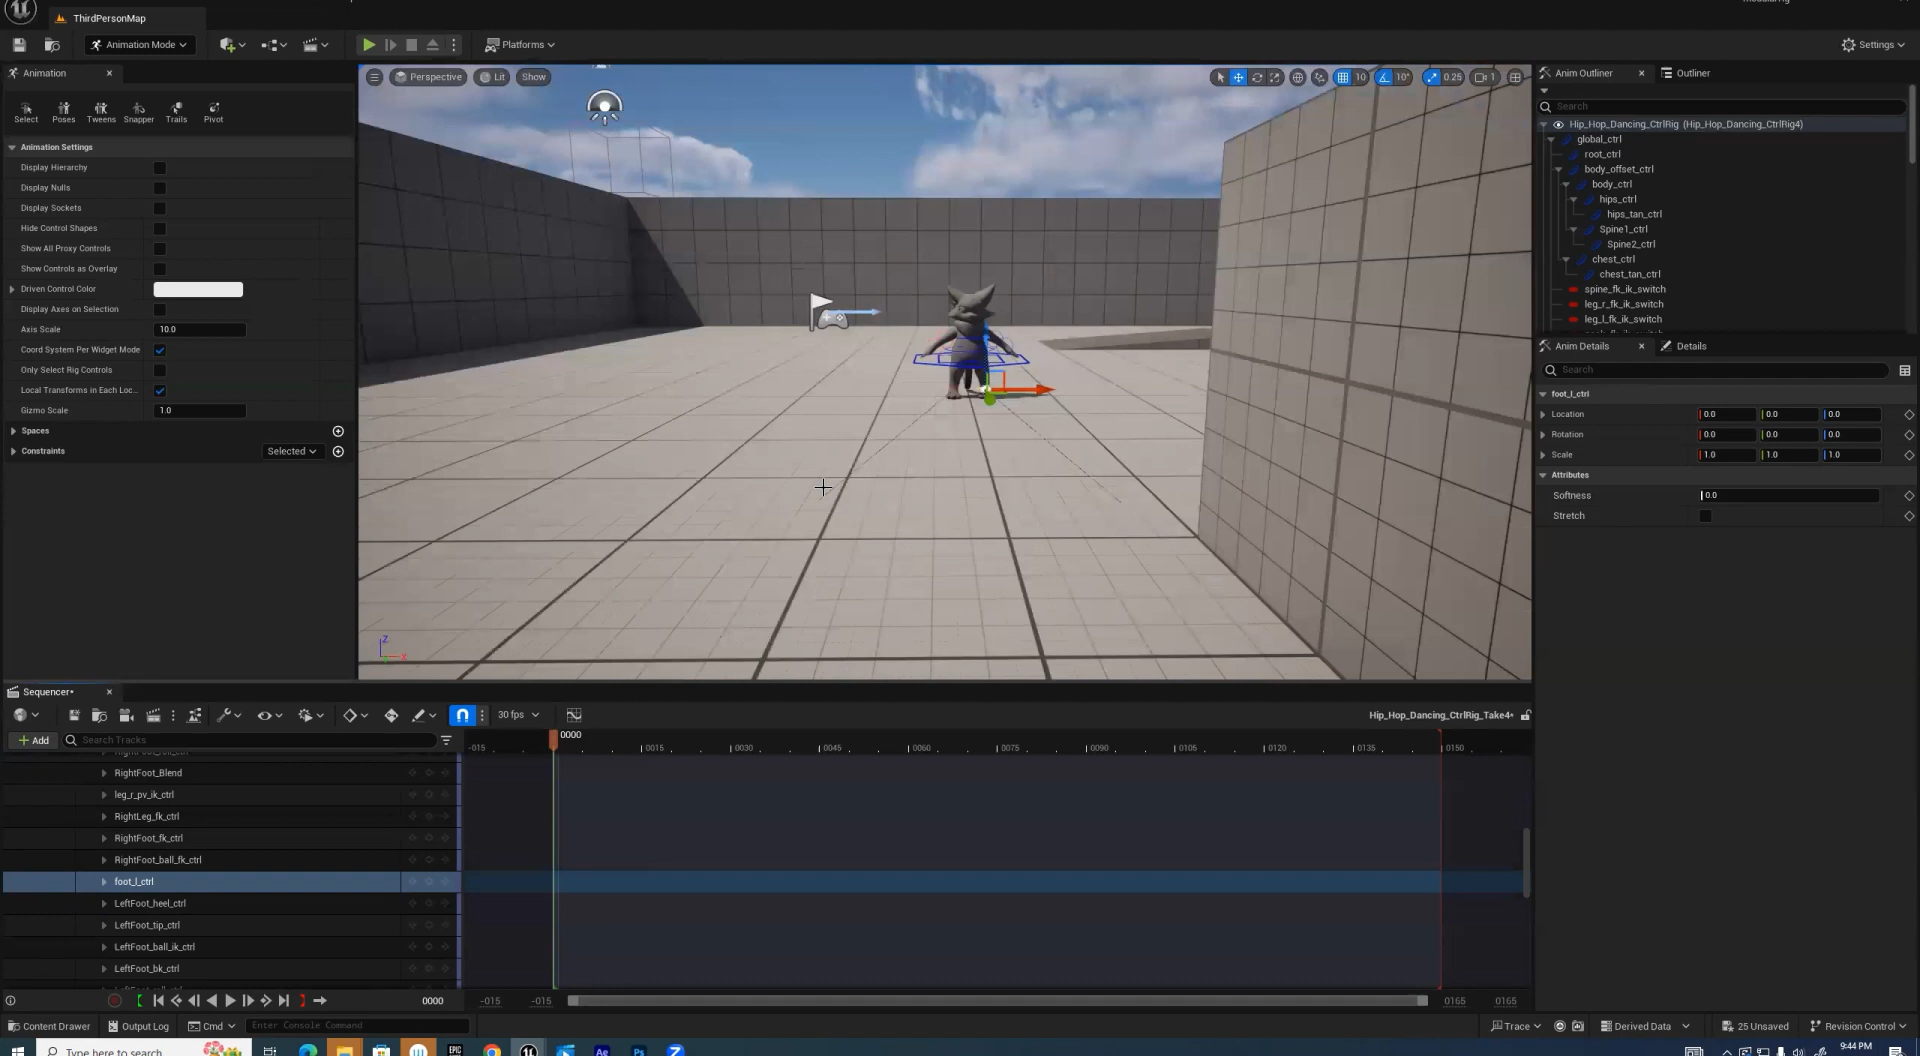 ThirdPersonMap
Animation Mode
Platforms
Settings
Animation
Perspective
Lit
Show
10
10°
0.25
1
Anim Outliner
Outliner
Select
Poses
Tweens
Snapper
Trails
Pivot
Search
Hip_Hop_Dancing_CtrlRig (Hip_Hop_Dancing_CtrlRig4)
global_ctrl
root_ctrl
body_offset_ctrl
body_ctrl
hips_ctrl
hips_tan_ctrl
Spine1_ctrl
Spine2_ctrl
chest_ctrl
chest_tan_ctrl
spine_fk_ik_switch
leg_r_fk_ik_switch
leg_l_fk_ik_switch
Animation Settings
Display Hierarchy
Display Nulls
Display Sockets
Hide Control Shapes
Show All Proxy Controls
Show Controls as Overlay
Driven Control Color
Display Axes on Selection
Axis Scale 10.0
Coord System Per Widget Mode
Only Select Rig Controls
Local Transforms in Each Loc...
Gizmo Scale 1.0
Spaces
Constraints Selected
Anim Details
Details
Search
foot_l_ctrl
Location 0.0 0.0 0.0
Rotation 0.0 0.0 0.0
Scale 1.0 1.0 1.0
Attributes
Softness 0.0
Stretch
Z
X
Sequencer*
30 fps
Hip_Hop_Dancing_CtrlRig_Take4*
+ Add
Search Tracks
0000
-015 0015 0030 0045 0060 0075 0090 0105 0120 0135 0150
RightFoot_Blend
leg_r_pv_ik_ctrl
RightLeg_fk_ctrl
RightFoot_fk_ctrl
RightFoot_ball_fk_ctrl
foot_l_ctrl
LeftFoot_heel_ctrl
LeftFoot_tip_ctrl
LeftFoot_ball_ik_ctrl
LeftFoot_bk_ctrl
0000 -015 -015 0165 0165
Content Drawer
Output Log
Cmd
Enter Console Command
Trace
Derived Data
25 Unsaved
Revision Control
Type here to search
EPIC
Ae
Ps
Z
9:44 PM